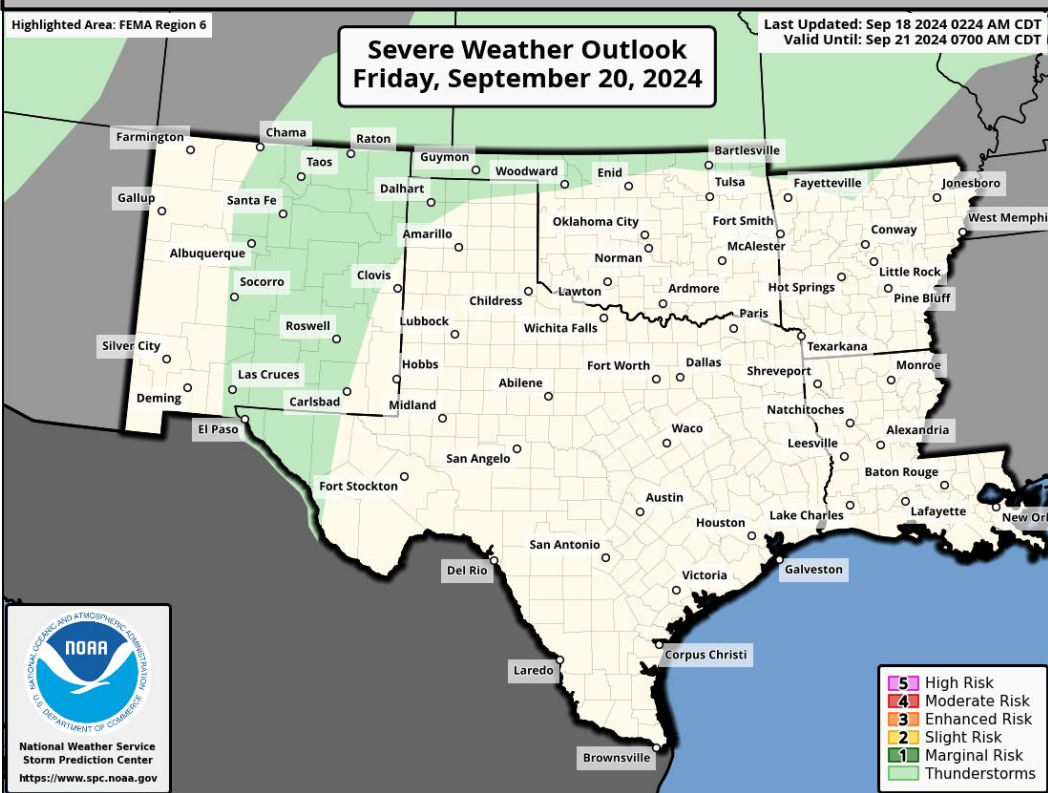 Highlighted Area: FEMA Region 6
Last Updated: Sep 18 2024 0224 AM CDT
Valid Until: Sep 21 2024 0700 AM CDT
Severe Weather Outlook
Friday, September 20, 2024
Farmington
Chama
Raton
Taos
Guymon
Woodward
Enid
Bartlesville
Dalhart
Tulsa
Fayetteville
Jonesboro
Gallup
Santa Fe
Amarillo
Oklahoma City
Fort Smith
West Memphi
Albuquerque
Norman
McAlester
Conway
Clovis
Little Rock
Socorro
Childress
Lawton
Ardmore
Hot Springs
Pine Bluff
Roswell
Lubbock
Wichita Falls
Paris
Silver City
Texarkana
Hobbs
Fort Worth
Dallas
Shreveport
Monroe
Las Cruces
Abilene
Deming
Carlsbad
Midland
Natchitoches
El Paso
Waco
Alexandria
San Angelo
Leesville
Fort Stockton
Baton Rouge
Austin
Houston
Lake Charles
Lafayette
New Orl
San Antonio
Del Rio
Galveston
Victoria
Corpus Christi
Laredo
Brownsville
NATIONAL OCEANIC AND ATMOSPHERIC ADMINISTRATION
NOAA
U.S. DEPARTMENT OF COMMERCE
National Weather Service
Storm Prediction Center
https://www.spc.noaa.gov
5 High Risk
4 Moderate Risk
3 Enhanced Risk
2 Slight Risk
1 Marginal Risk
Thunderstorms